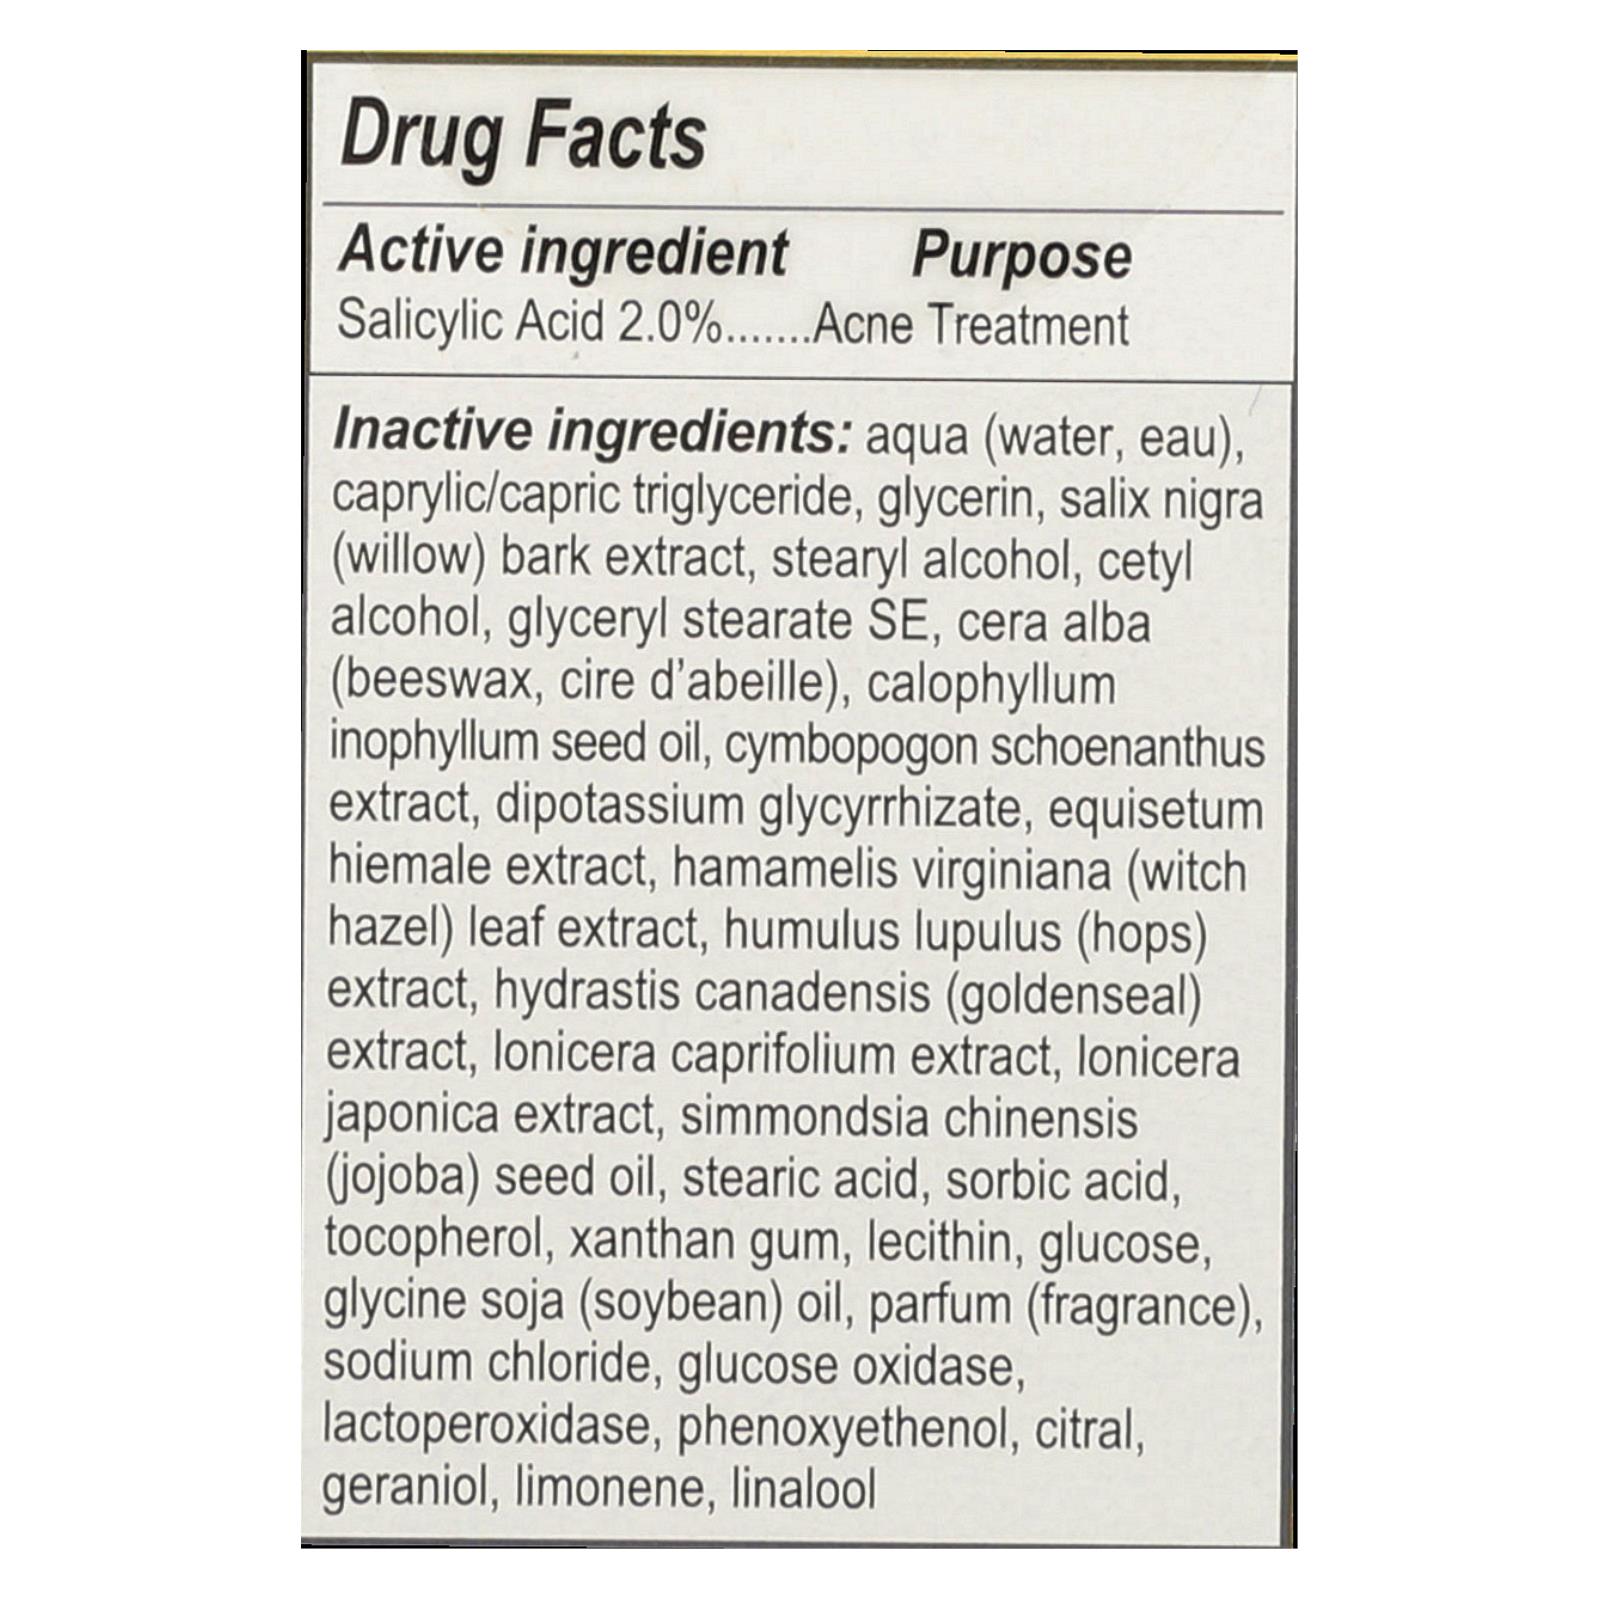 Drug Facts
Active ingredient Purpose
Salicylic Acid 2.0%.......Acne Treatment
Inactive ingredients: aqua (water, eau),
caprylic/capric triglyceride, glycerin, salix nigra
(willow) bark extract, stearyl alcohol, cetyl
alcohol, glyceryl stearate SE, cera alba
(beeswax, cire d'abeille), calophyllum
inophyllum seed oil, cymbopogon schoenanthus
extract, dipotassium glycyrrhizate, equisetum
hiemale extract, hamamelis virginiana (witch
hazel) leaf extract, humulus lupulus (hops)
extract, hydrastis canadensis (goldenseal)
extract, lonicera caprifolium extract, lonicera
japonica extract, simmondsia chinensis
(jojoba) seed oil, stearic acid, sorbic acid,
tocopherol, xanthan gum, lecithin, glucose,
glycine soja (soybean) oil, parfum (fragrance),
sodium chloride, glucose oxidase,
lactoperoxidase, phenoxyethenol, citral,
geraniol, limonene, linalool